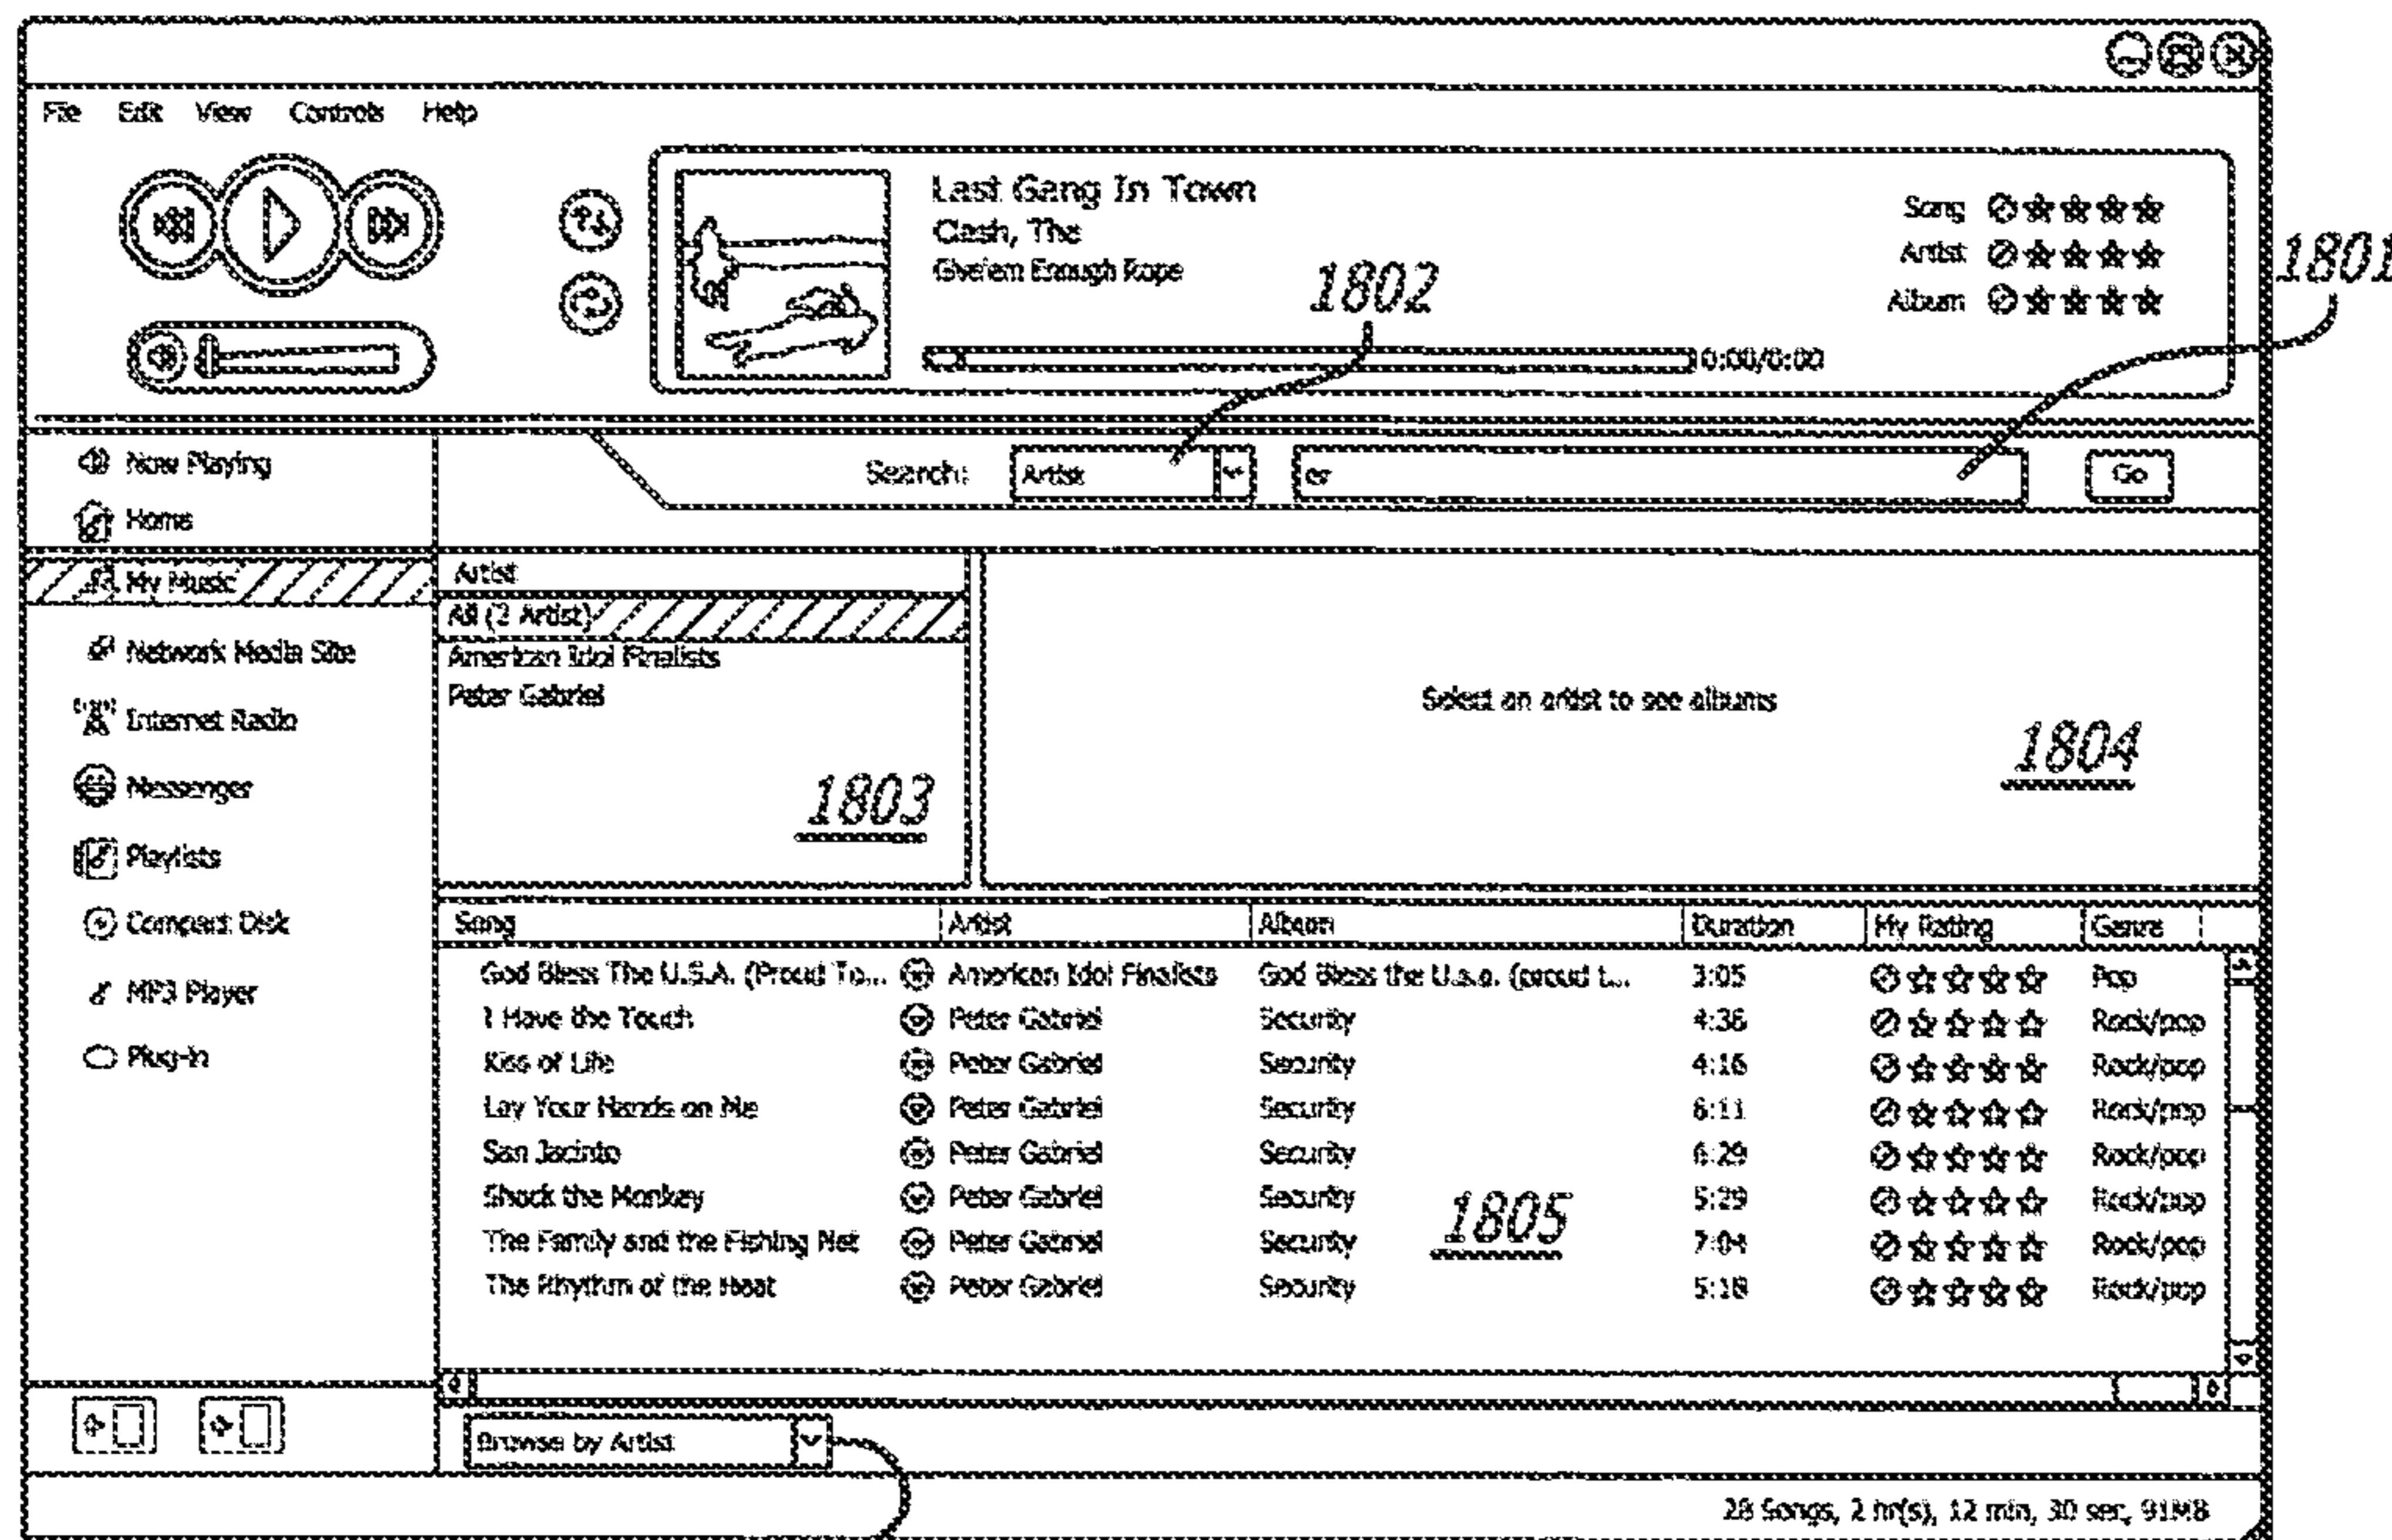 File Edit View Controls Help
Last Gang In Town
Clash, The
Give'em Enough Rope
Song
Artist
Album
1801
1802
0:00/0:00
Now Playing
Search: Artist er Go
Home
My Music
Artist
All (2 Artist)
American Idol Finalists
Peter Gabriel
Network Media Site
Internet Radio
Messenger
Playlists
Compact Disk
MP3 Player
Plug-in
Select an artist to see albums
1803
1804
Song Artist Album Duration My Rating Genre
God Bless The U.S.A. (Proud To... American Idol Finalists God Bless the U.s.a. (proud t... 3:05 Pop
I Have the Touch Peter Gabriel Security 4:36 Rock/pop
Kiss of Life Peter Gabriel Security 4:16 Rock/pop
Lay Your Hands on Me Peter Gabriel Security 6:11 Rock/pop
San Jacinto Peter Gabriel Security 6:29 Rock/pop
Shock the Monkey Peter Gabriel Security 5:29 Rock/pop
The Family and the Fishing Net Peter Gabriel Security 7:04 Rock/pop
The Rhythm of the Heat Peter Gabriel Security 5:18 Rock/pop
1805
Browse by Artist
28 Songs, 2 hr(s), 12 min, 30 sec, 91MB